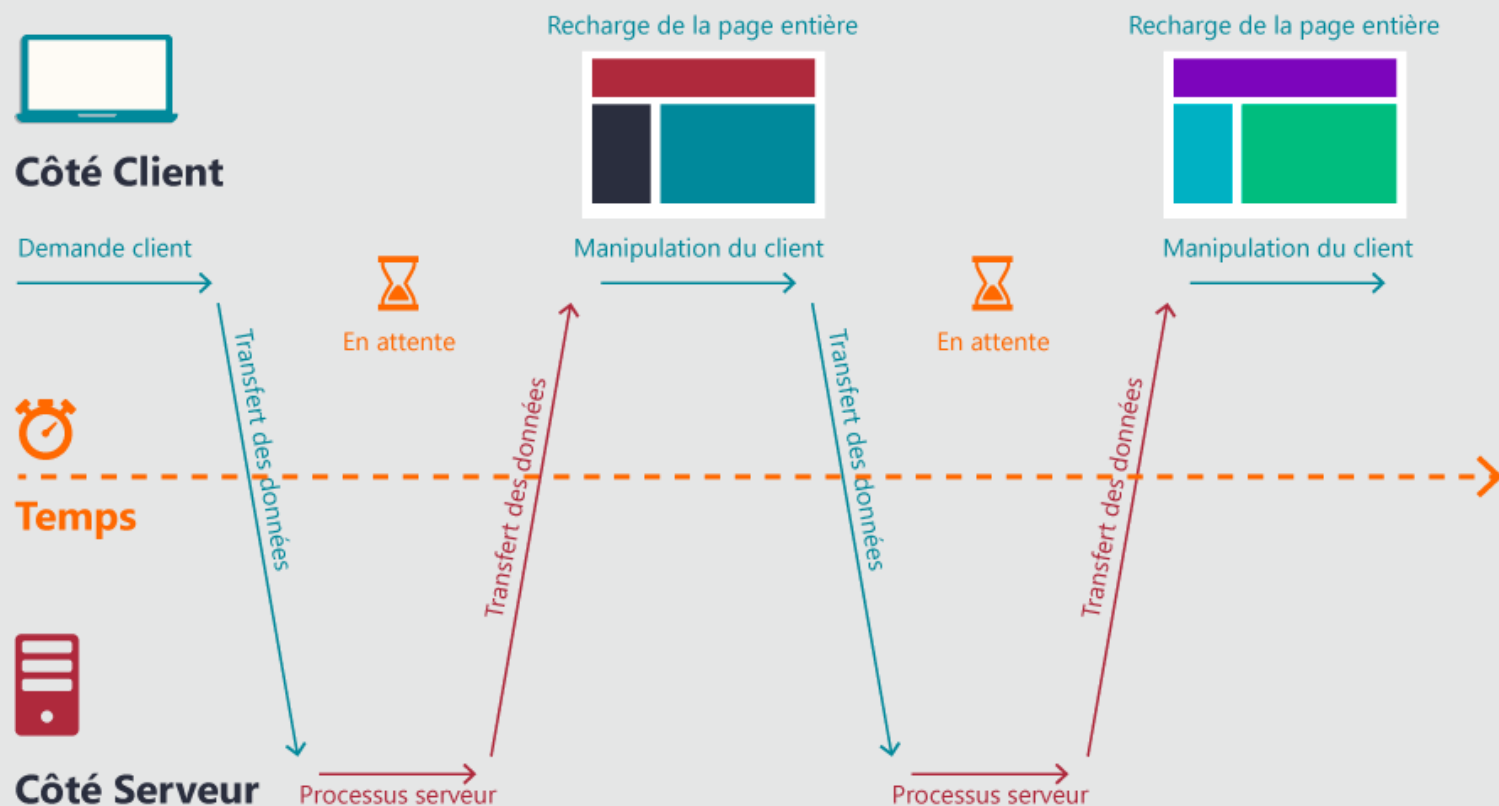 Recharge de la page entière
Recharge de la page entière
Côté Client
Demande client
Manipulation du client
Manipulation du client
En attente
En attente
Transfert des données
Transfert des données
Transfert des données
Transfert des données
Temps
Côté Serveur
Processus serveur
Processus serveur